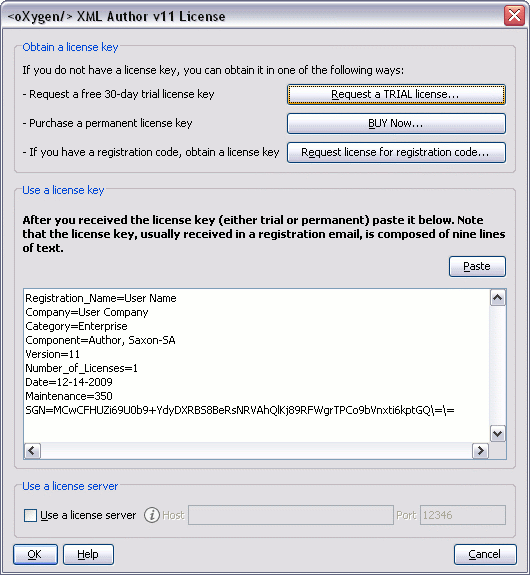 <oXygen/> XML Author v11 License
Obtain a license key
If you do not have a license key, you can obtain it in one of the following ways:
- Request a free 30-day trial license key
Request a TRIAL license...
- Purchase a permanent license key
BUY Now...
- If you have a registration code, obtain a license key
Request license for registration code...
Use a license key
After you received the license key (either trial or permanent) paste it below. Note
that the license key, usually received in a registration email, is composed of nine lines
of text.
Paste
Registration_Name=User Name
Company=User Company
Category=Enterprise
Component=Author, Saxon-SA
Version=11
Number_of_Licenses=1
Date=12-14-2009
Maintenance=350
SGN=MCwCFHUZi69U0b9+YdyDXRBS8BeRsNRVAhQlKj89RFWgrTPCo9bVnxti6kptGQ\=\=
Use a license server
Use a license server
Host
Port
12346
OK
Help
Cancel